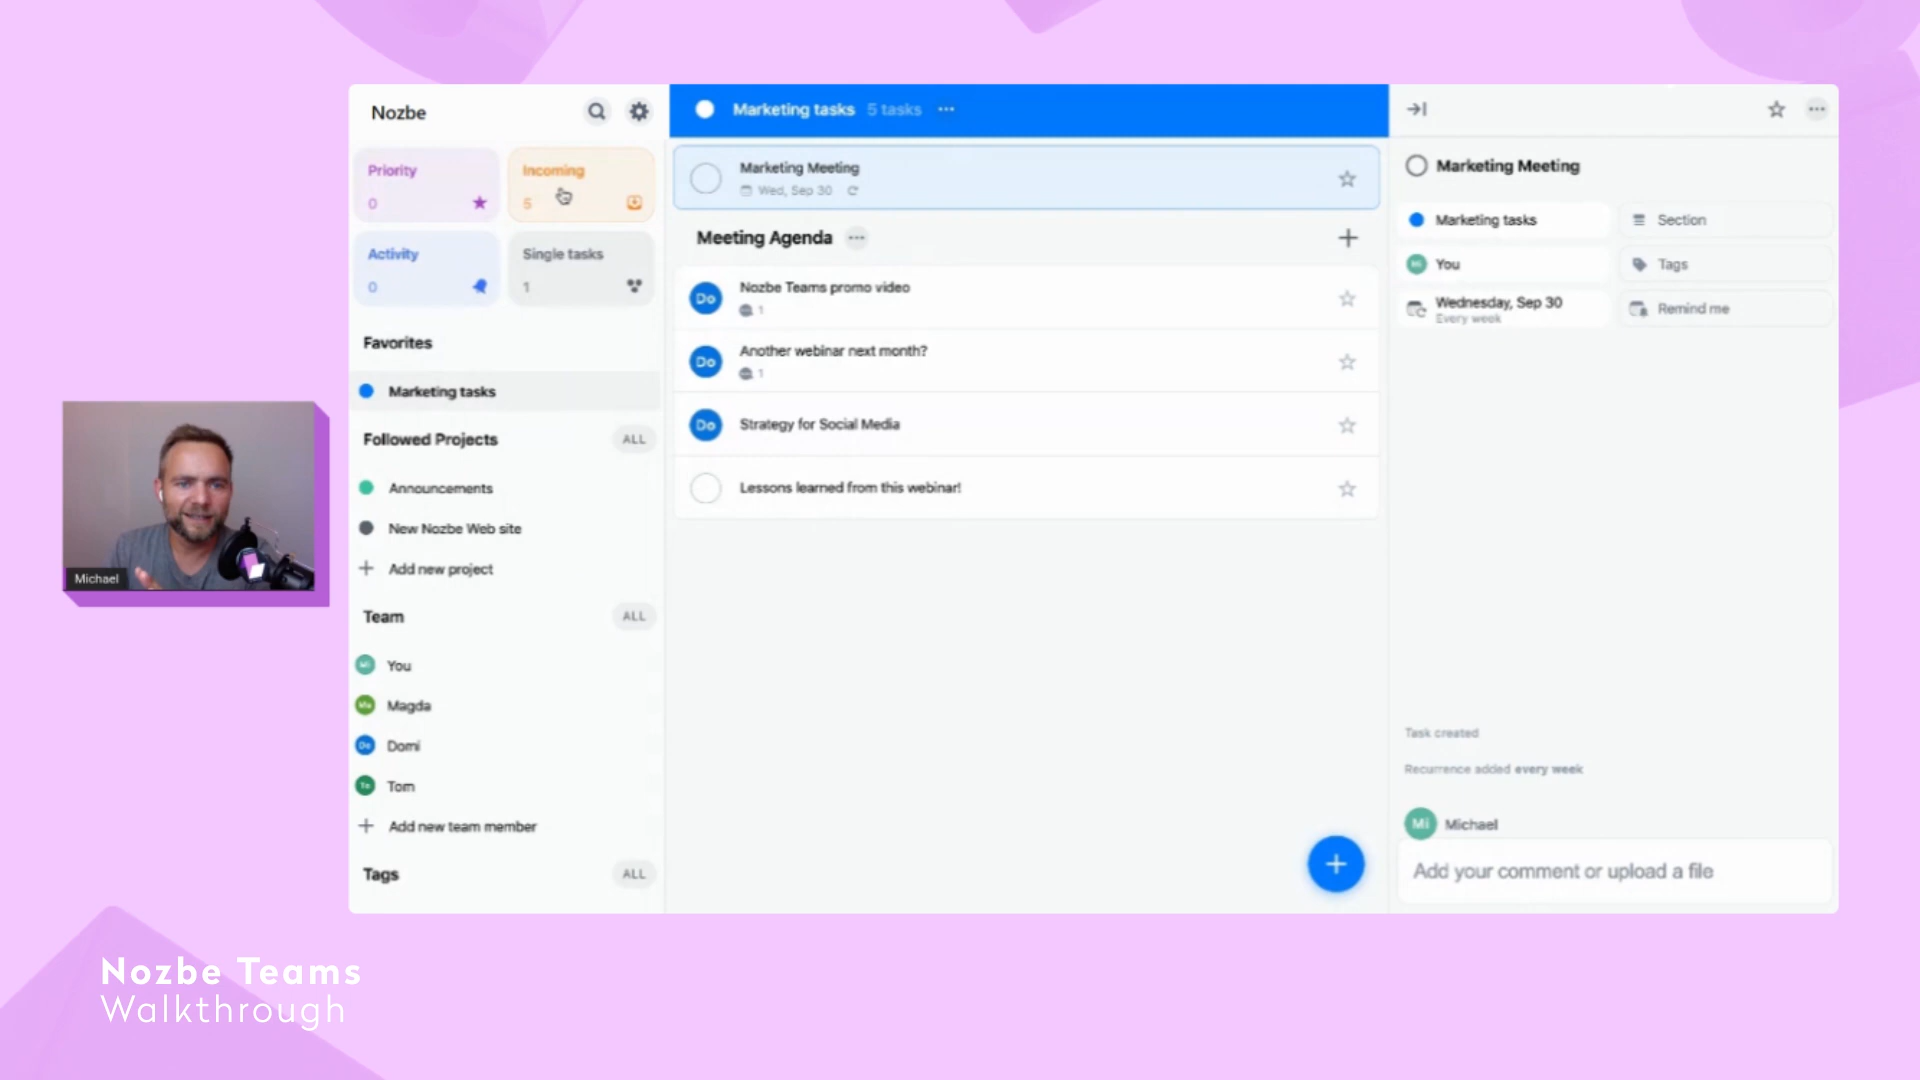 Nozbe
Priority
0
Incoming
5
Activity
0
Single tasks
1
Favorites
Marketing tasks
Followed Projects ALL
Announcements
New Nozbe Web site
Add new project
Team ALL
Mi You
Ma Magda
Do Domi
To Tom
Add new team member
Tags ALL
Marketing tasks 5 tasks
Marketing Meeting
Wed, Sep 30
Meeting Agenda
Do Nozbe Teams promo video
1
Do Another webinar next month?
1
Do Strategy for Social Media
Lessons learned from this webinar!
Marketing Meeting
Marketing tasks Section
Mi You Tags
Wednesday, Sep 30 Remind me
Every week
Task created
Recurrence added every week
Mi Michael
Add your comment or upload a file
Michael
Nozbe Teams
Walkthrough